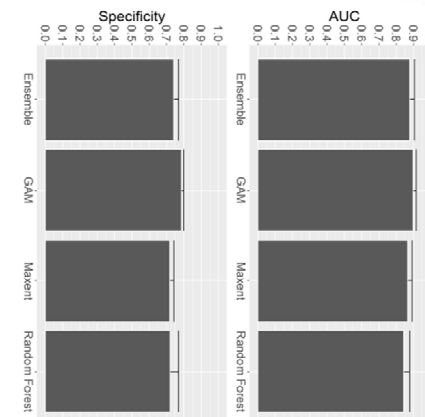 Specificity
0.0 0.1 0.2 0.3 0.4 0.5 0.6 0.7 0.8 0.9 1.0
Ensemble
GAM
Maxent
Random Forest
AUC
0.0 0.1 0.2 0.3 0.4 0.5 0.6 0.7 0.8 0.9
Ensemble
GAM
Maxent
Random Forest